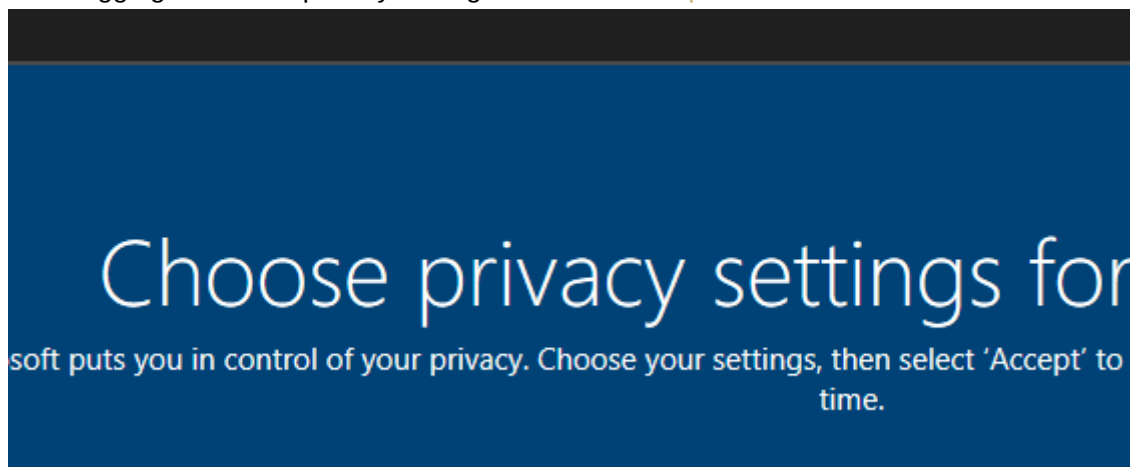 Choose privacy settings for
soft puts you in control of your privacy. Choose your settings, then select ‘Accept’ to
time.